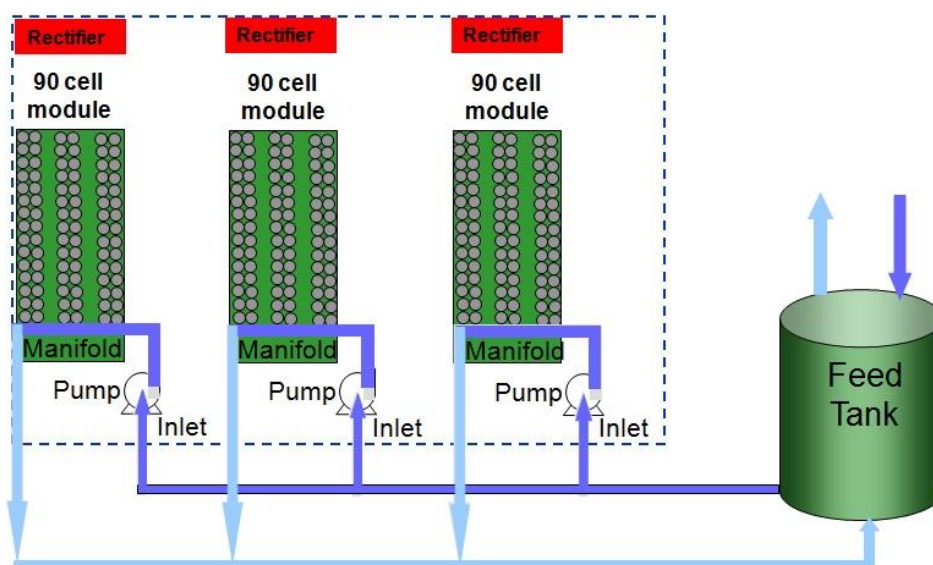 Rectifier
Rectifier
Rectifier
90 cell
module
90 cell
module
90 cell
module
Manifold
Manifold
Manifold
Pump
Pump
Pump
Inlet
Inlet
Inlet
Feed
Tank